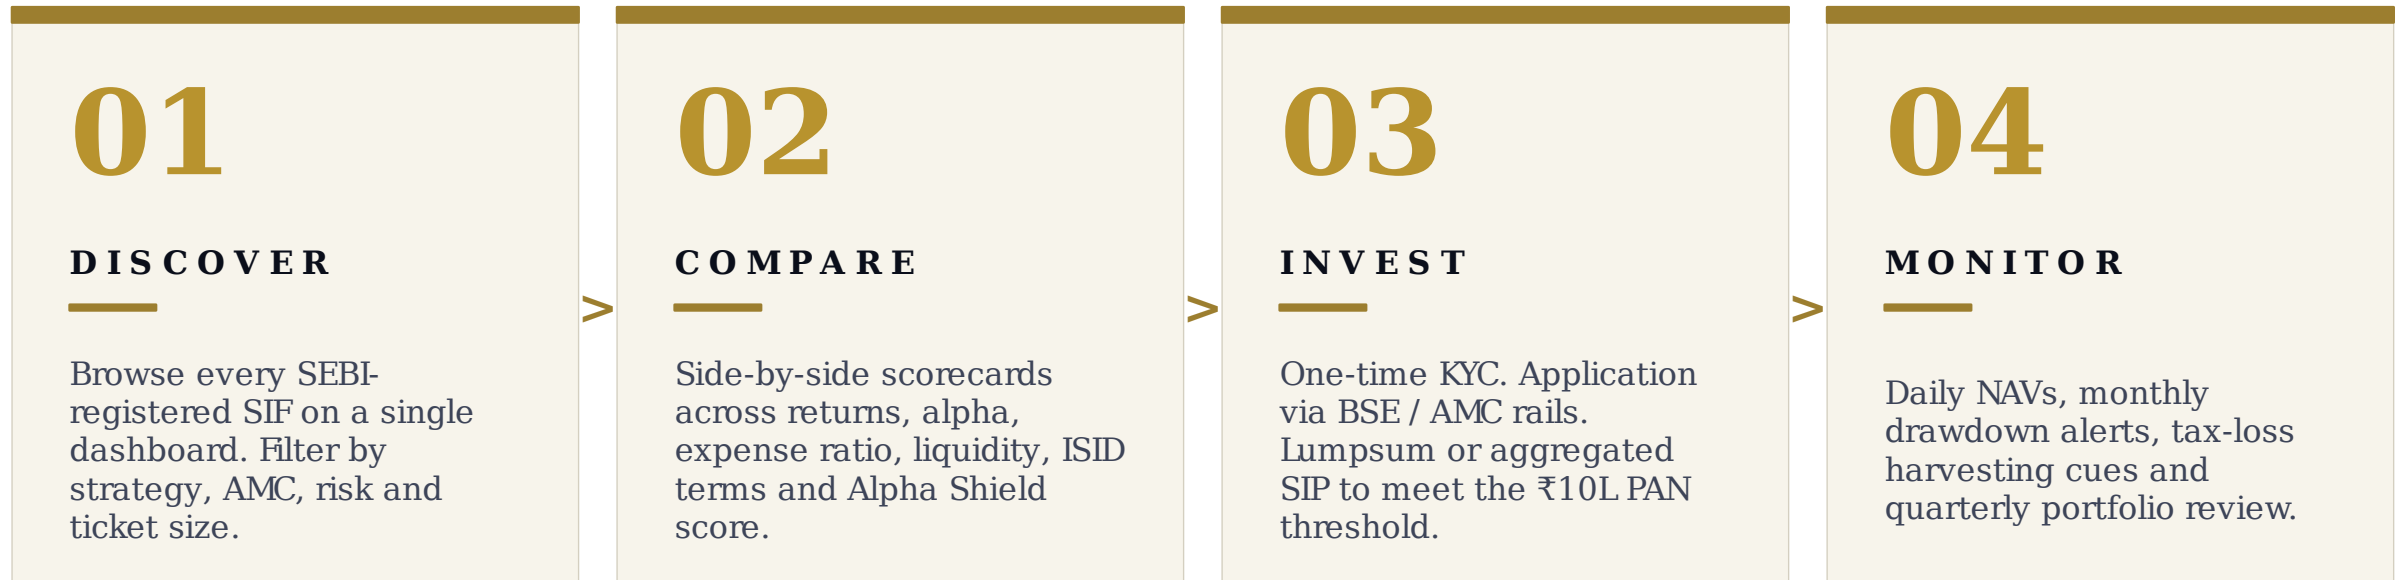 01
DISCOVER
Browse every SEBI-
registered SIF on a single
dashboard. Filter by
strategy, AMC, risk and
ticket size.
>
02
COMPARE
Side-by-side scorecards
across returns, alpha,
expense ratio, liquidity, ISID
terms and Alpha Shield
score.
>
03
INVEST
One-time KYC. Application
via BSE / AMC rails.
Lumpsum or aggregated
SIP to meet the ₹10L PAN
threshold.
>
04
MONITOR
Daily NAVs, monthly
drawdown alerts, tax-loss
harvesting cues and
quarterly portfolio review.